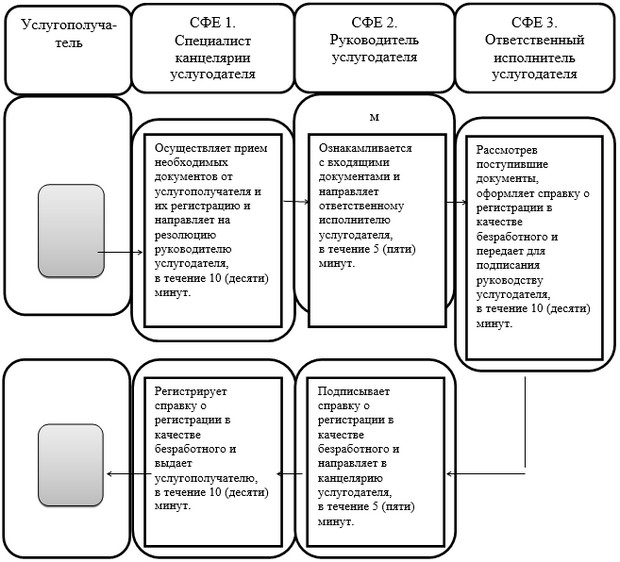 Услугополуча-
тель
СФЕ 1.
Специалист
канцелярии
услугодателя
СФЕ 2.
Руководитель
услугодателя
СФЕ 3.
Ответственный
исполнитель
услугодателя
Осуществляет прием
необходимых
документов от
услугополучателя и
их регистрацию и
направляет на
резолюцию
руководителю
услугодателя,
в течение 10 (десяти)
минут.
м
Ознакамливается
с входящими
документами и
направляет
ответственному
исполнителю
услугодателя,
в течение 5 (пяти)
минут.
Рассмотрев
поступившие
документы,
оформляет справку о
регистрации в
качестве
безработного и
передает для
подписания
руководству
услугодателя,
в течение 10 (десяти)
минут.
Регистрирует
справку о
регистрации в
качестве
безработного и
выдает
услугополучателю,
в течение 10 (десяти)
минут.
Подписывает
справку о
регистрации в
качестве
безработного и
направляет в
канцелярию
услугодателя,
в течение 5 (пяти)
минут.